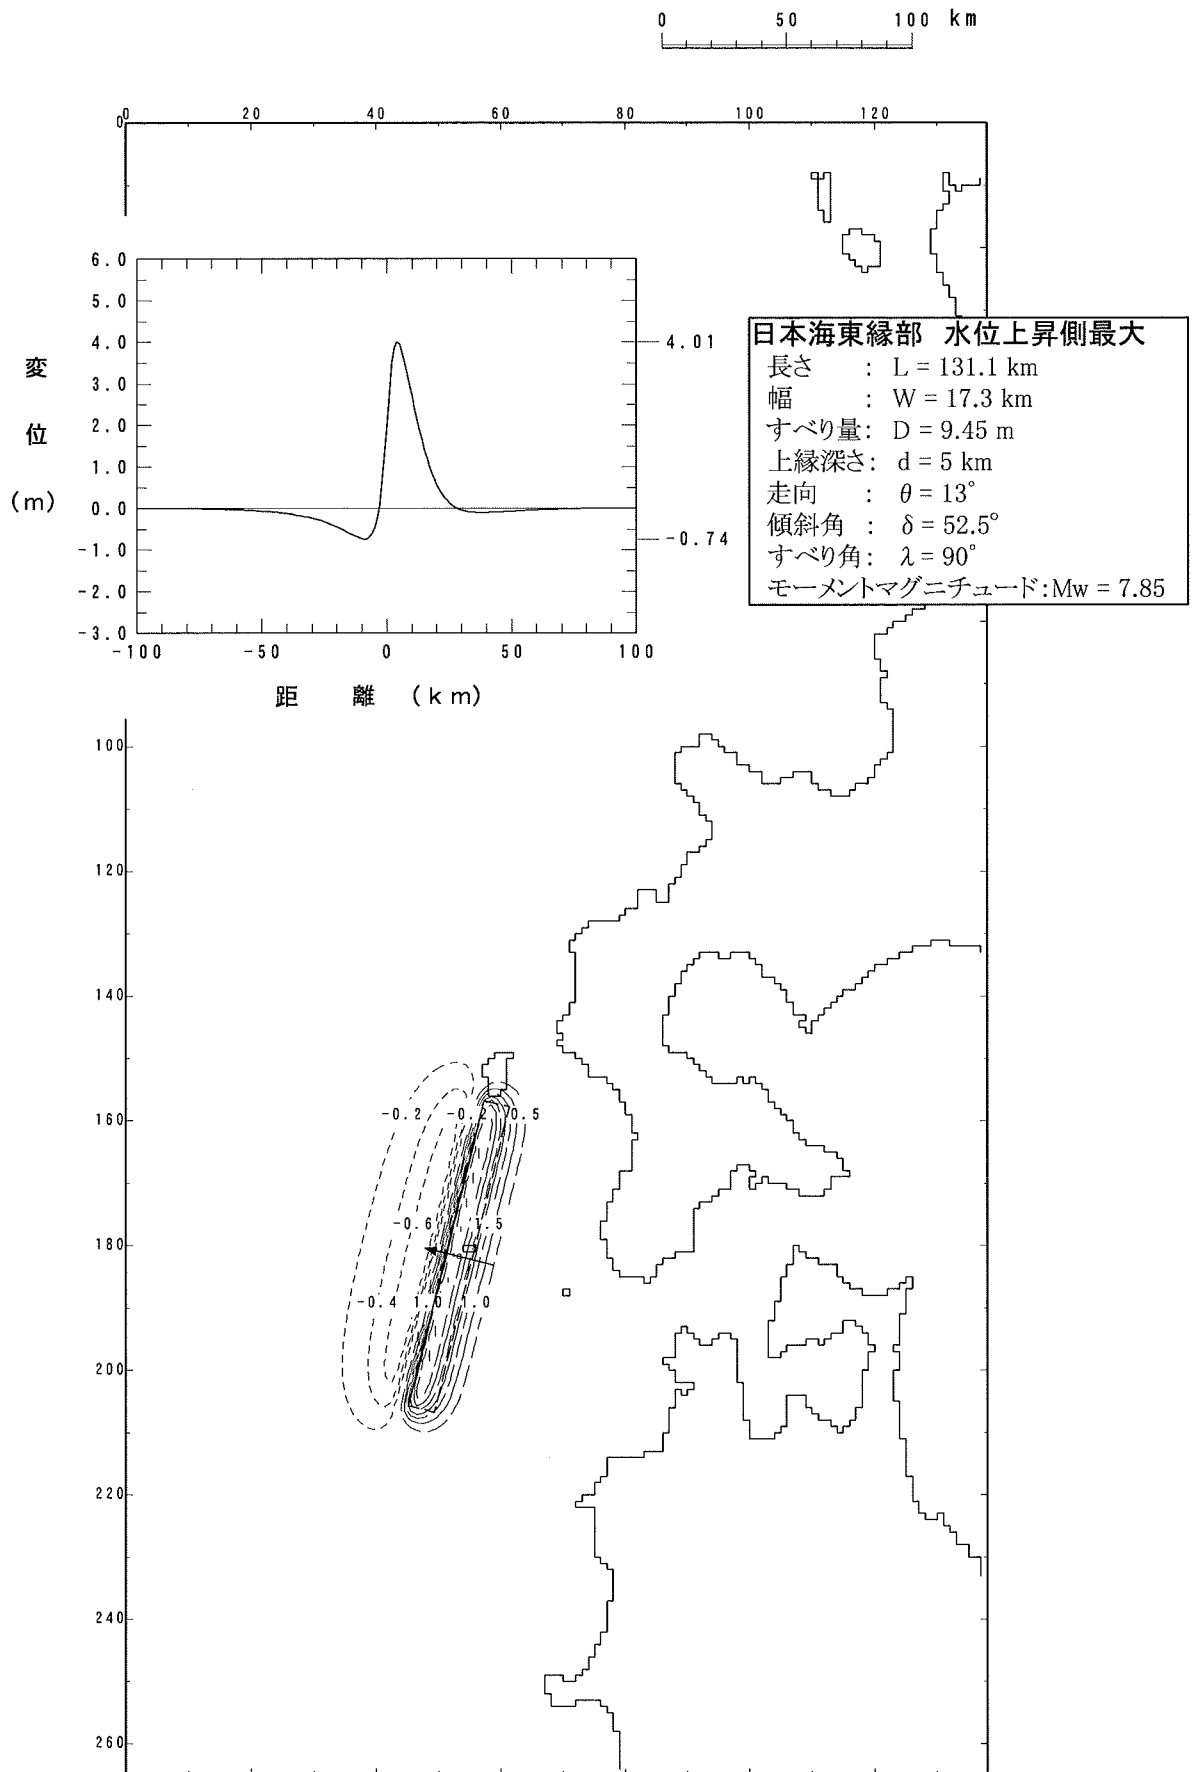 0 50 100 km
0 20 40 60 80 100 120
0
6.0
5.0
4.0
3.0
2.0
1.0
0.0
-1.0
-2.0
-3.0
変
位
(m)
4.01
-0.74
-100 -50 0 50 100
距 離 (km)
日本海東縁部 水位上昇側最大
長さ : L = 131.1 km
幅 : W = 17.3 km
すべり量: D = 9.45 m
上縁深さ: d = 5 km
走向 : θ = 13°
傾斜角 : δ = 52.5°
すべり角: λ = 90°
モーメントマグニチュード:Mw = 7.85
100
120
140
160
180
200
220
240
260
-0.2 -0.2 0.5
-0.6 1.5
-0.4 1.0 1.0